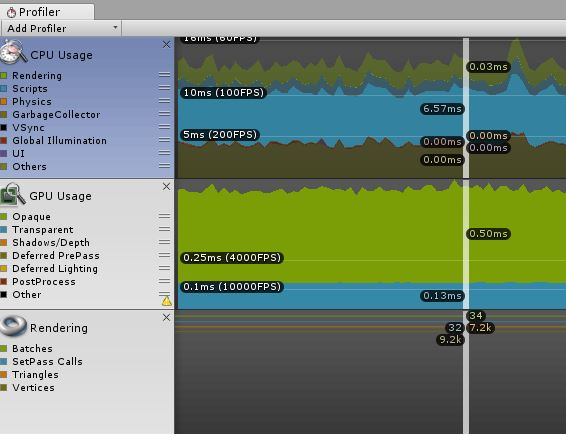 Profiler
Add Profiler
CPU Usage
Rendering
Scripts
Physics
GarbageCollector
VSync
Global Illumination
UI
Others
16ms (60FPS)
0.03ms
10ms (100FPS)
6.57ms
5ms (200FPS)
0.00ms
0.00ms
0.00ms
0.00ms
GPU Usage
Opaque
Transparent
Shadows/Depth
Deferred PrePass
Deferred Lighting
PostProcess
Other
0.50ms
0.25ms (4000FPS)
0.1ms (10000FPS)
0.13ms
Rendering
Batches
SetPass Calls
Triangles
Vertices
34
32 7.2k
9.2k